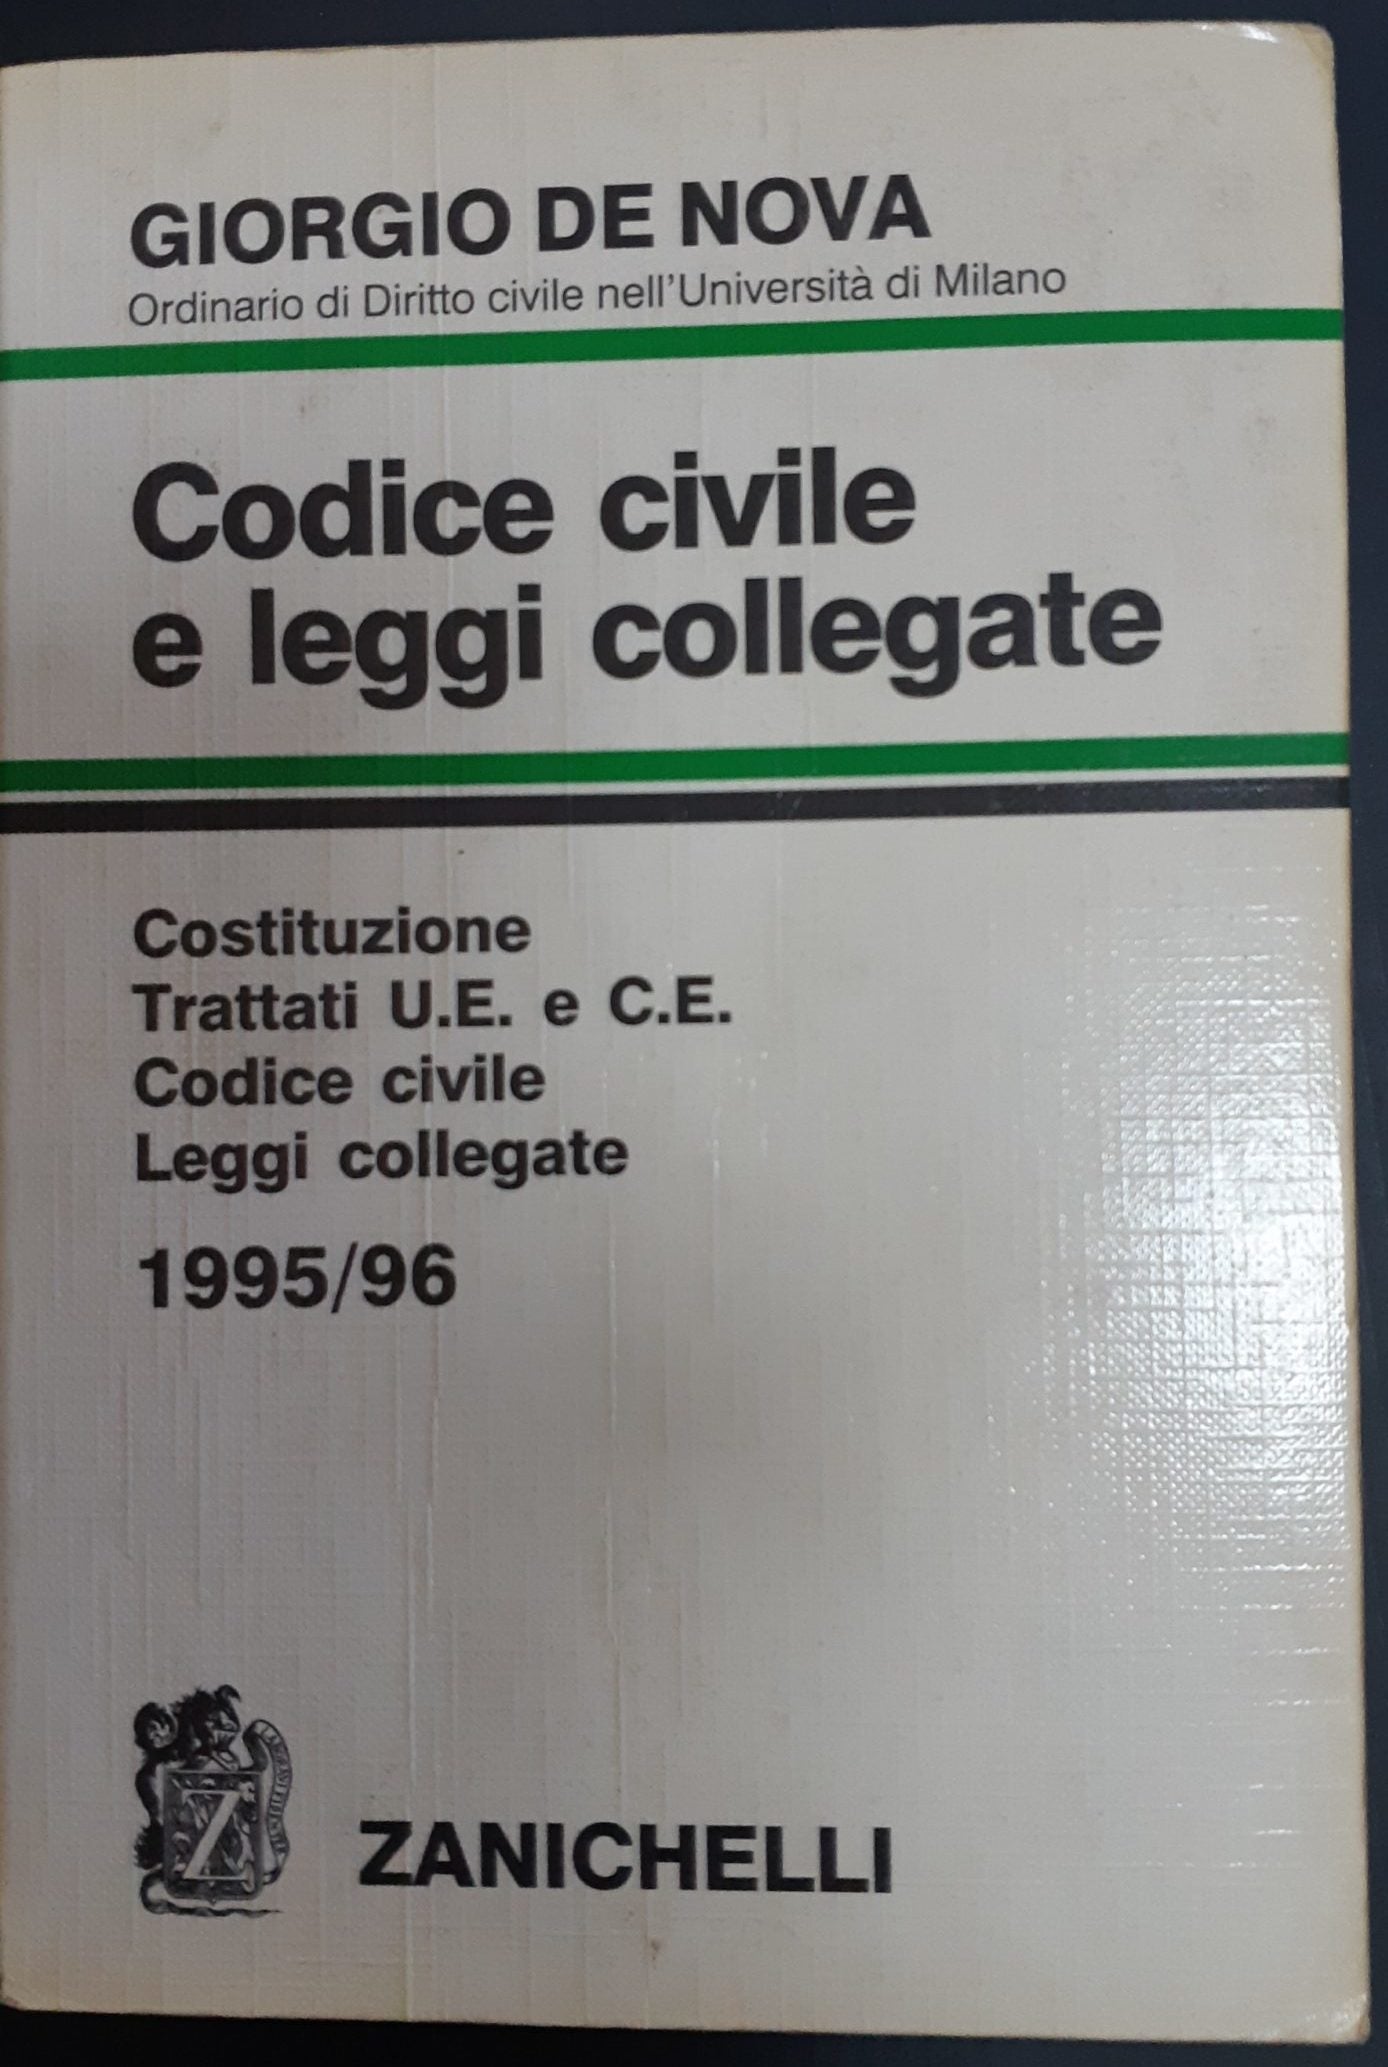 GIORGIO DE NOVA
Ordinario di Diritto civile nell'Università di Milano
Codice civile
e leggi collegate
Costituzione
Trattati U.E. e C.E.
Codice civile
Leggi collegate
1995/96
Z
ZANICHELLI